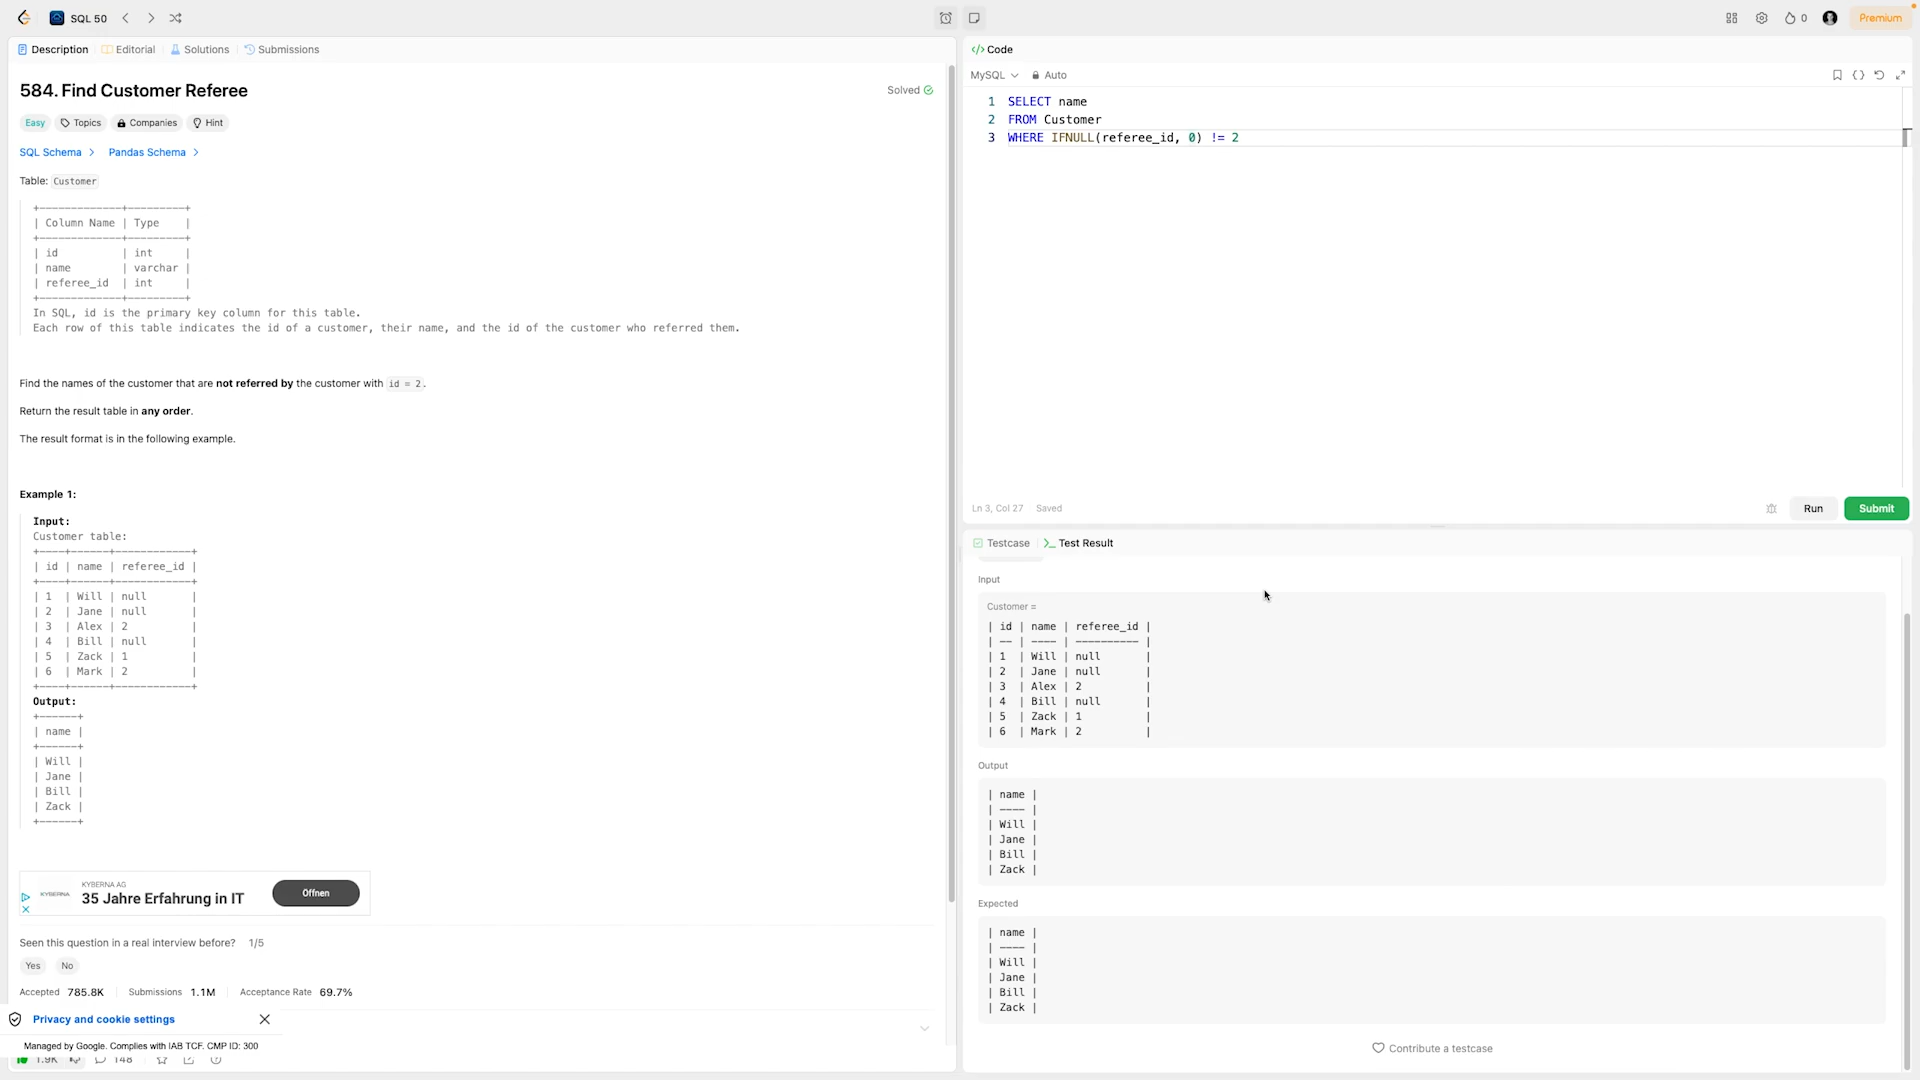 SQL 50
0
Premium
Description
Editorial
Solutions
Submissions
584. Find Customer Referee
Solved
Easy
Topics
Companies
Hint
SQL Schema
Pandas Schema
Table: Customer
+-------------+---------+
| Column Name | Type    |
+-------------+---------+
| id          | int     |
| name        | varchar |
| referee_id  | int     |
+-------------+---------+
In SQL, id is the primary key column for this table.
Each row of this table indicates the id of a customer, their name, and the id of the customer who referred them.
Find the names of the customer that are not referred by the customer with id = 2.
Return the result table in any order.
The result format is in the following example.
Example 1:
Input:
Customer table:
+----+------+------------+
| id | name | referee_id |
+----+------+------------+
| 1  | Will | null       |
| 2  | Jane | null       |
| 3  | Alex | 2          |
| 4  | Bill | null       |
| 5  | Zack | 1          |
| 6  | Mark | 2          |
+----+------+------------+
Output:
+------+
| name |
+------+
| Will |
| Jane |
| Bill |
| Zack |
+------+
KYBERNA
KYBERNA AG
35 Jahre Erfahrung in IT
Öffnen
Seen this question in a real interview before? 1/5
Yes
No
Accepted 785.8K
Submissions 1.1M
Acceptance Rate 69.7%
Privacy and cookie settings
Managed by Google. Complies with IAB TCF. CMP ID: 300
1.9K
148
Code
MySQL
Auto
1 SELECT name
2 FROM Customer
3 WHERE IFNULL(referee_id, 0) != 2
Ln 3, Col 27
Saved
Run
Submit
Testcase
Test Result
Input
Customer =
| id | name | referee_id |
| -- | ---- | ---------- |
| 1  | Will | null       |
| 2  | Jane | null       |
| 3  | Alex | 2          |
| 4  | Bill | null       |
| 5  | Zack | 1          |
| 6  | Mark | 2          |
Output
| name |
| ---- |
| Will |
| Jane |
| Bill |
| Zack |
Expected
| name |
| ---- |
| Will |
| Jane |
| Bill |
| Zack |
Contribute a testcase